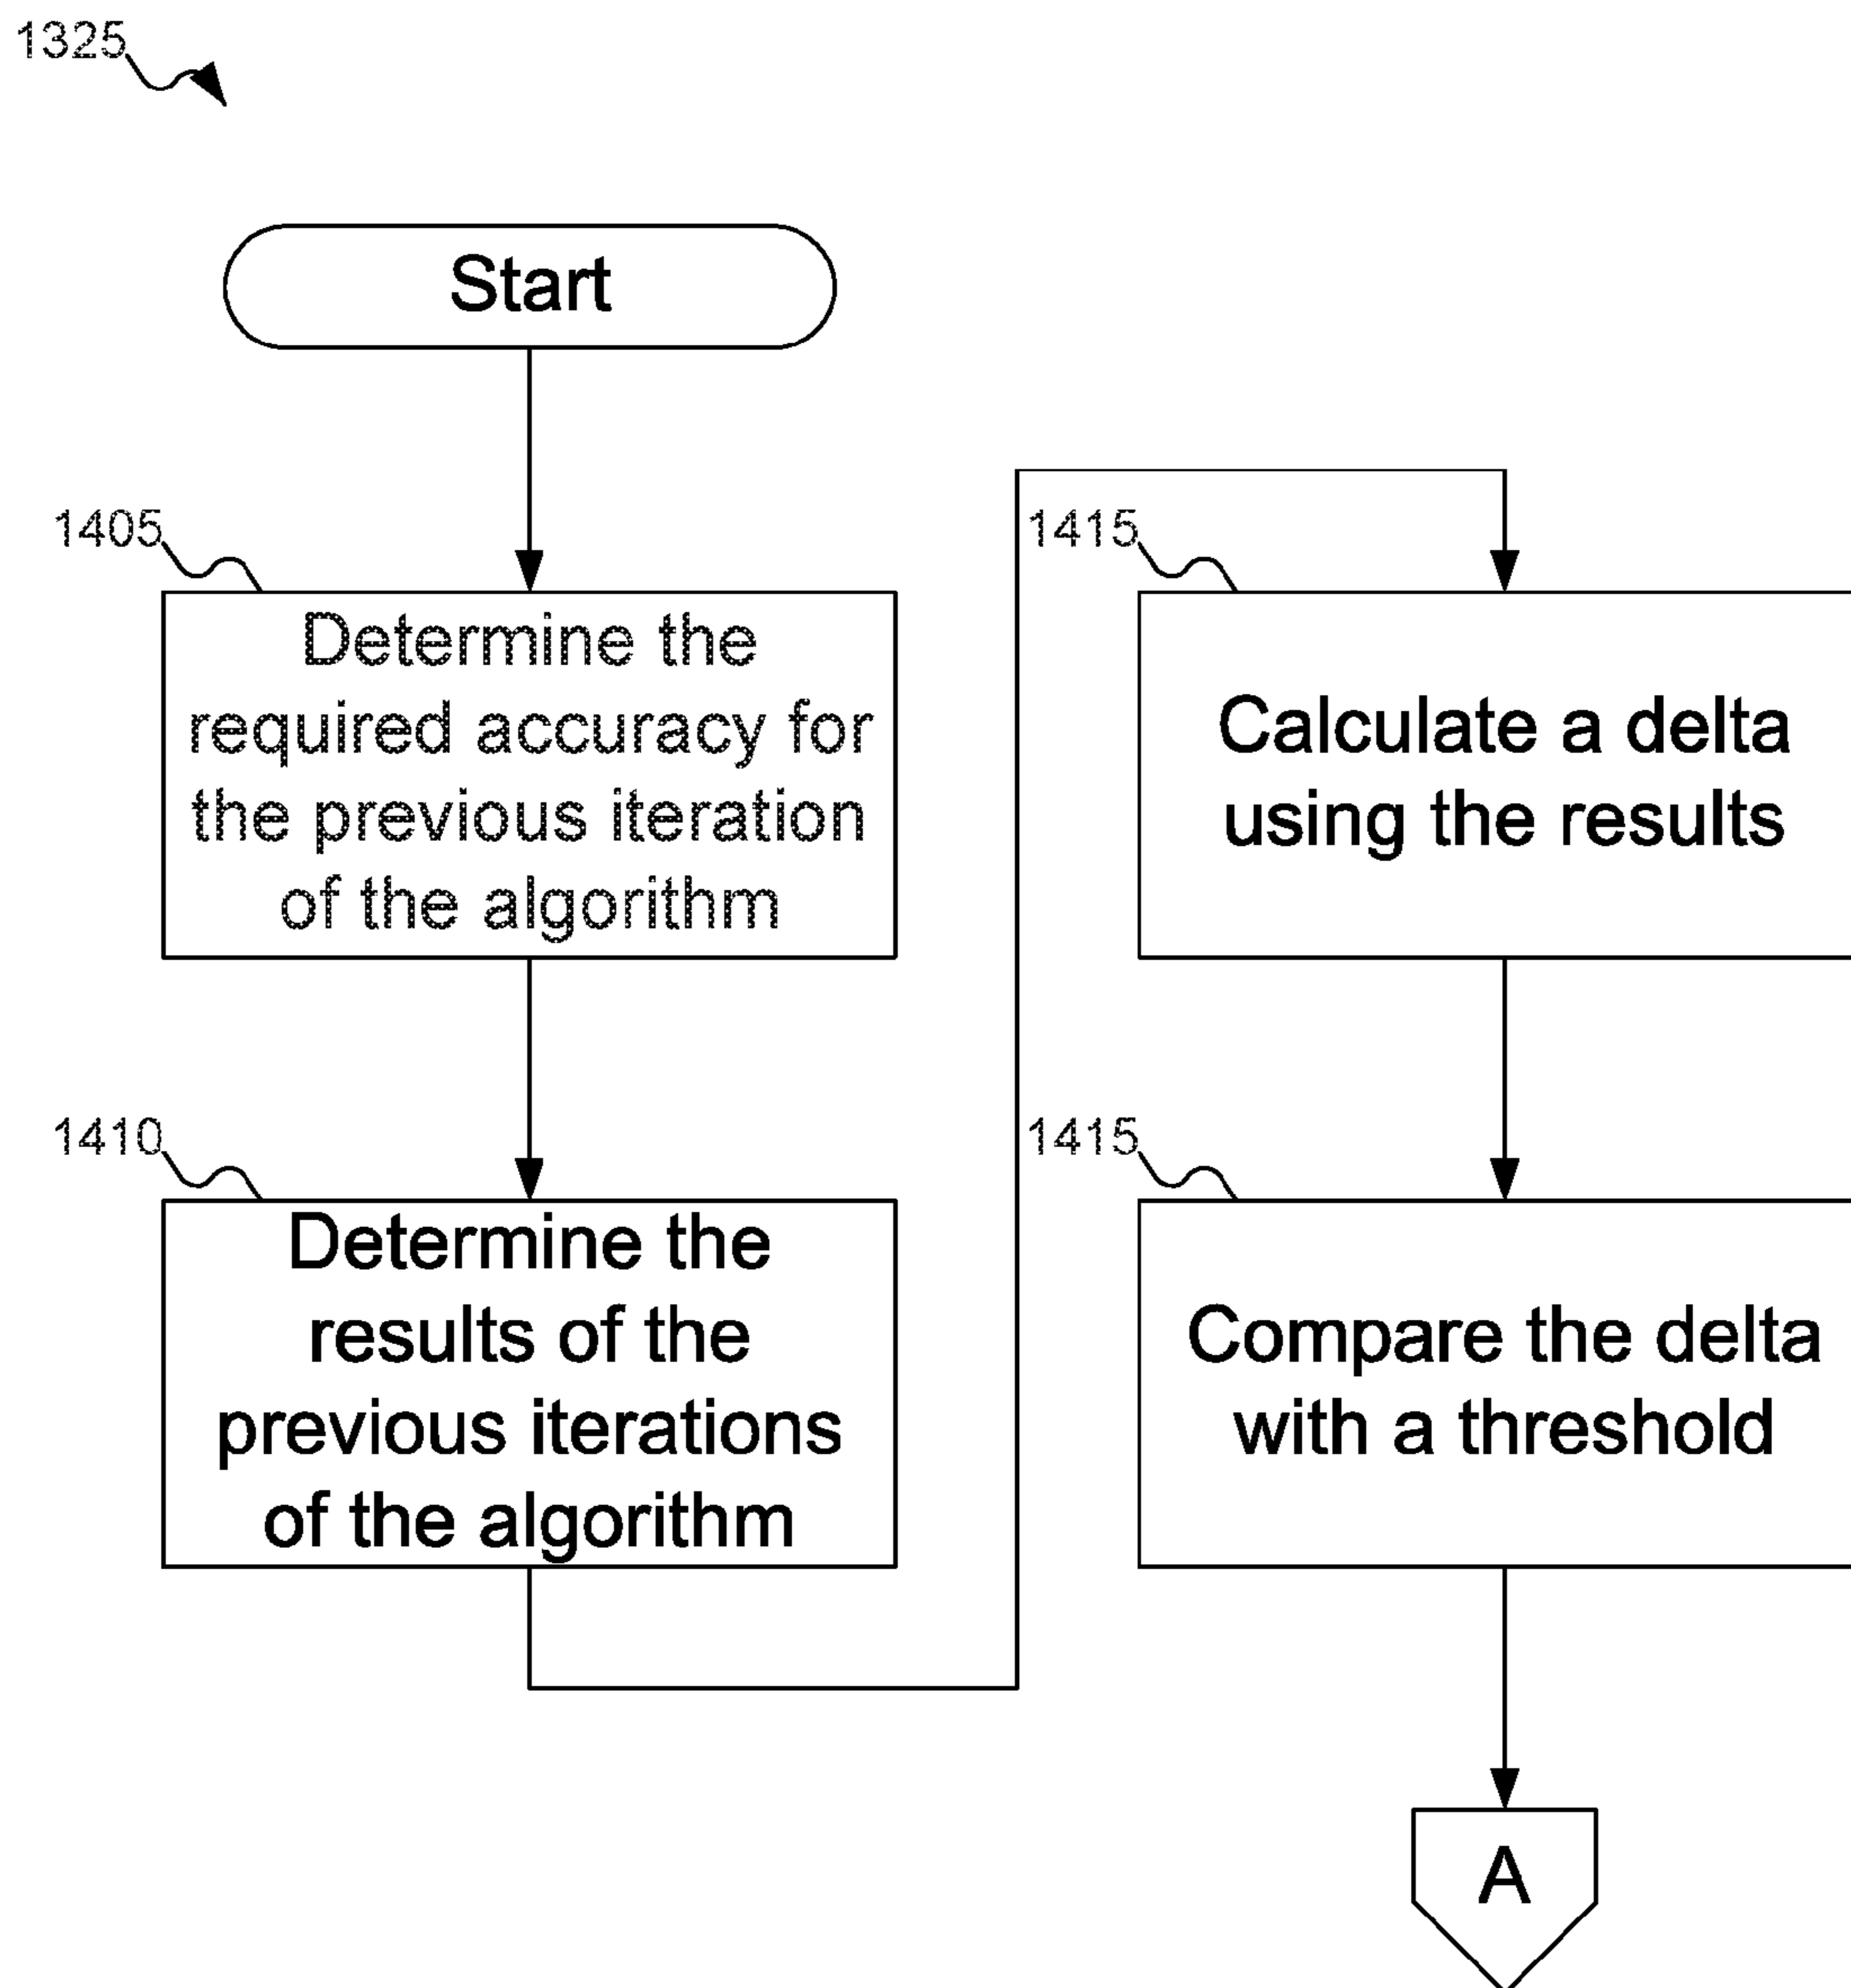 1325
Start
1405
Determine the
required accuracy for
the previous iteration
of the algorithm
1410
Determine the
results of the
previous iterations
of the algorithm
1415
Calculate a delta
using the results
1415
Compare the delta
with a threshold
A